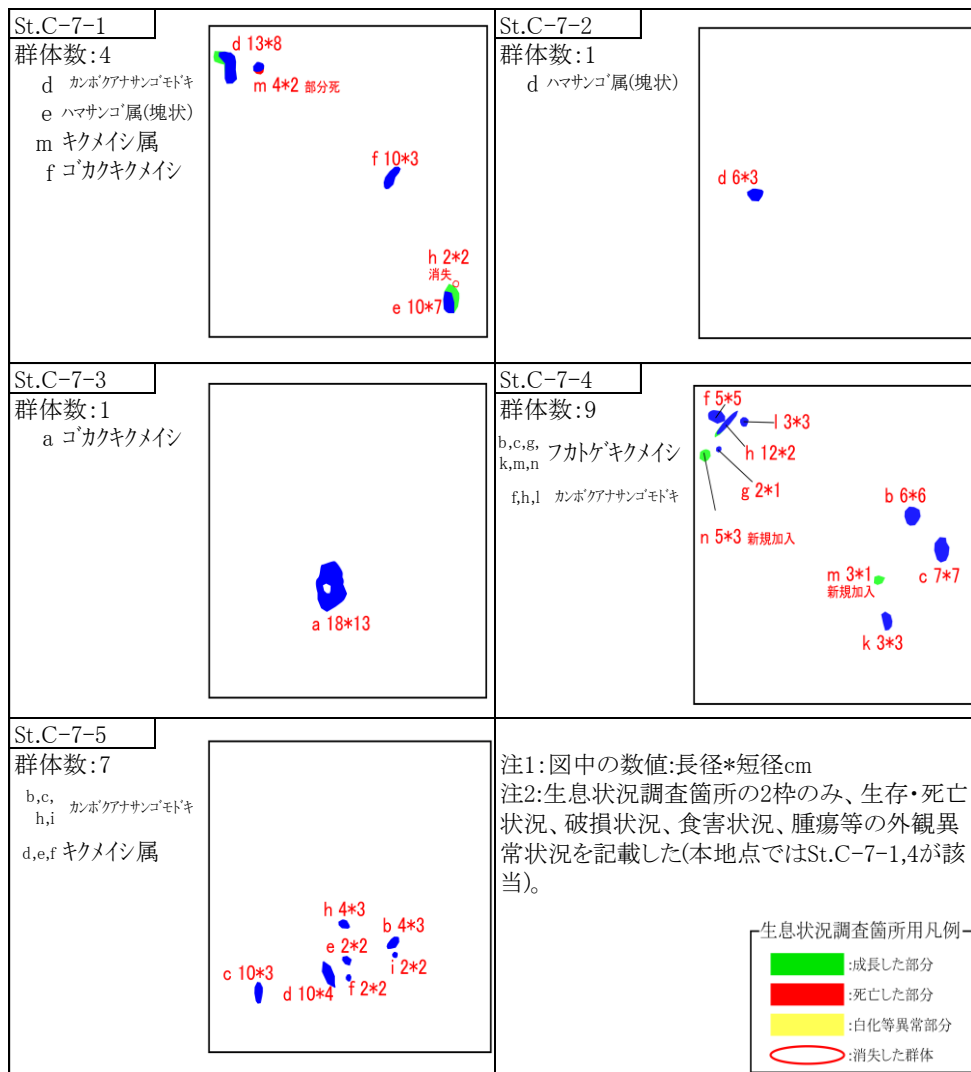 St.C-7-1
群体数:4
d カンボクアナサンゴモドキ
e ハマサンゴ属(塊状)
m キクメイシ属
f ゴカクキクメイシ
d 13*8
m 4*2 部分死
f 10*3
h 2*2
消失
e 10*7
St.C-7-2
群体数:1
d ハマサンゴ属(塊状)
d 6*3
St.C-7-3
群体数:1
a ゴカクキクメイシ
a 18*13
St.C-7-4
群体数:9
b,c,g,
k,m,n フカトゲキクメイシ
f,h,l カンボクアナサンゴモドキ
f 5*5
l 3*3
h 12*2
g 2*1
n 5*3 新規加入
b 6*6
c 7*7
m 3*1
新規加入
k 3*3
St.C-7-5
群体数:7
b,c,
h,i カンボクアナサンゴモドキ
d,e,f キクメイシ属
h 4*3
b 4*3
e 2*2
i 2*2
c 10*3
d 10*4
f 2*2
注1:図中の数値:長径*短径cm
注2:生息状況調査箇所の2枠のみ、生存・死亡
状況、破損状況、食害状況、腫瘍等の外観異
常状況を記載した(本地点ではSt.C-7-1,4が該
当)。
生息状況調査箇所用凡例
:成長した部分
:死亡した部分
:白化等異常部分
:消失した群体